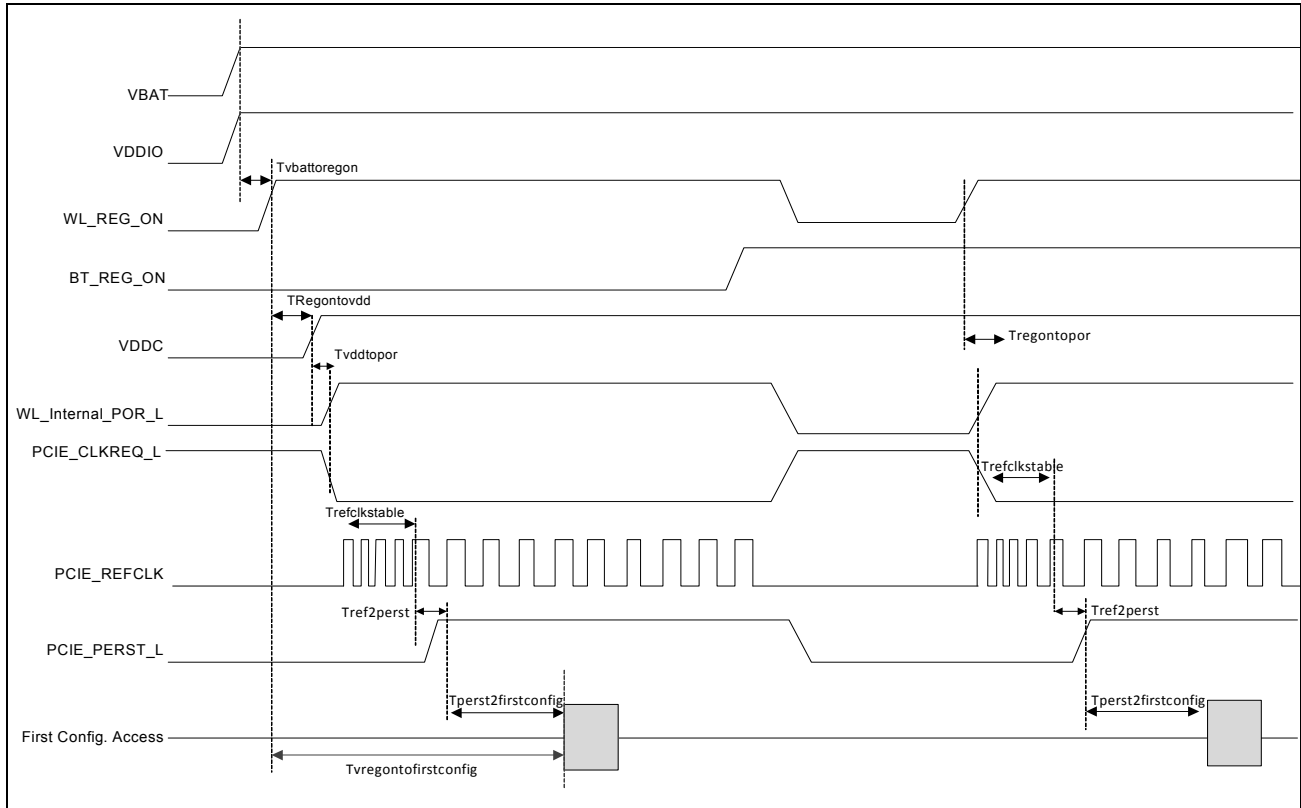 VBAT
VDDIO
Tvbattoregon
WL_REG_ON
BT_REG_ON
TRegontovdd
VDDC
Tregontopor
Tvddtopor
WL_Internal_POR_L
PCIE_CLKREQ_L
Trefclkstable
Trefclkstable
PCIE_REFCLK
Tref2perst
Tref2perst
PCIE_PERST_L
Tperst2firstconfig
Tperst2firstconfig
First Config. Access
Tvregontofirstconfig